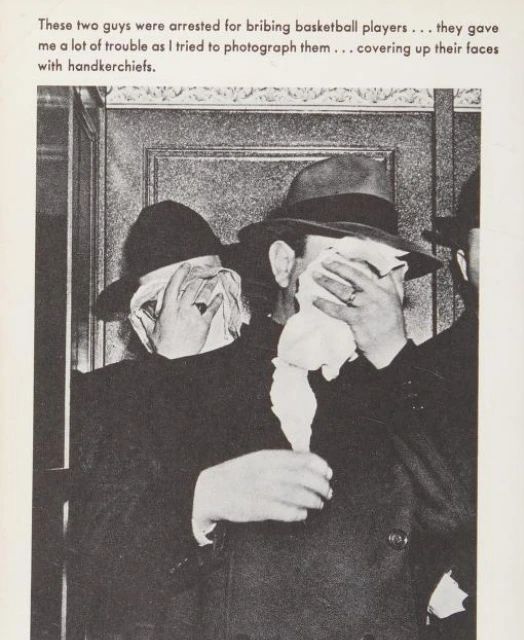 These two guys were arrested for bribing basketball players . . . they gave
me a lot of trouble as I tried to photograph them . . . covering up their faces
with handkerchiefs.